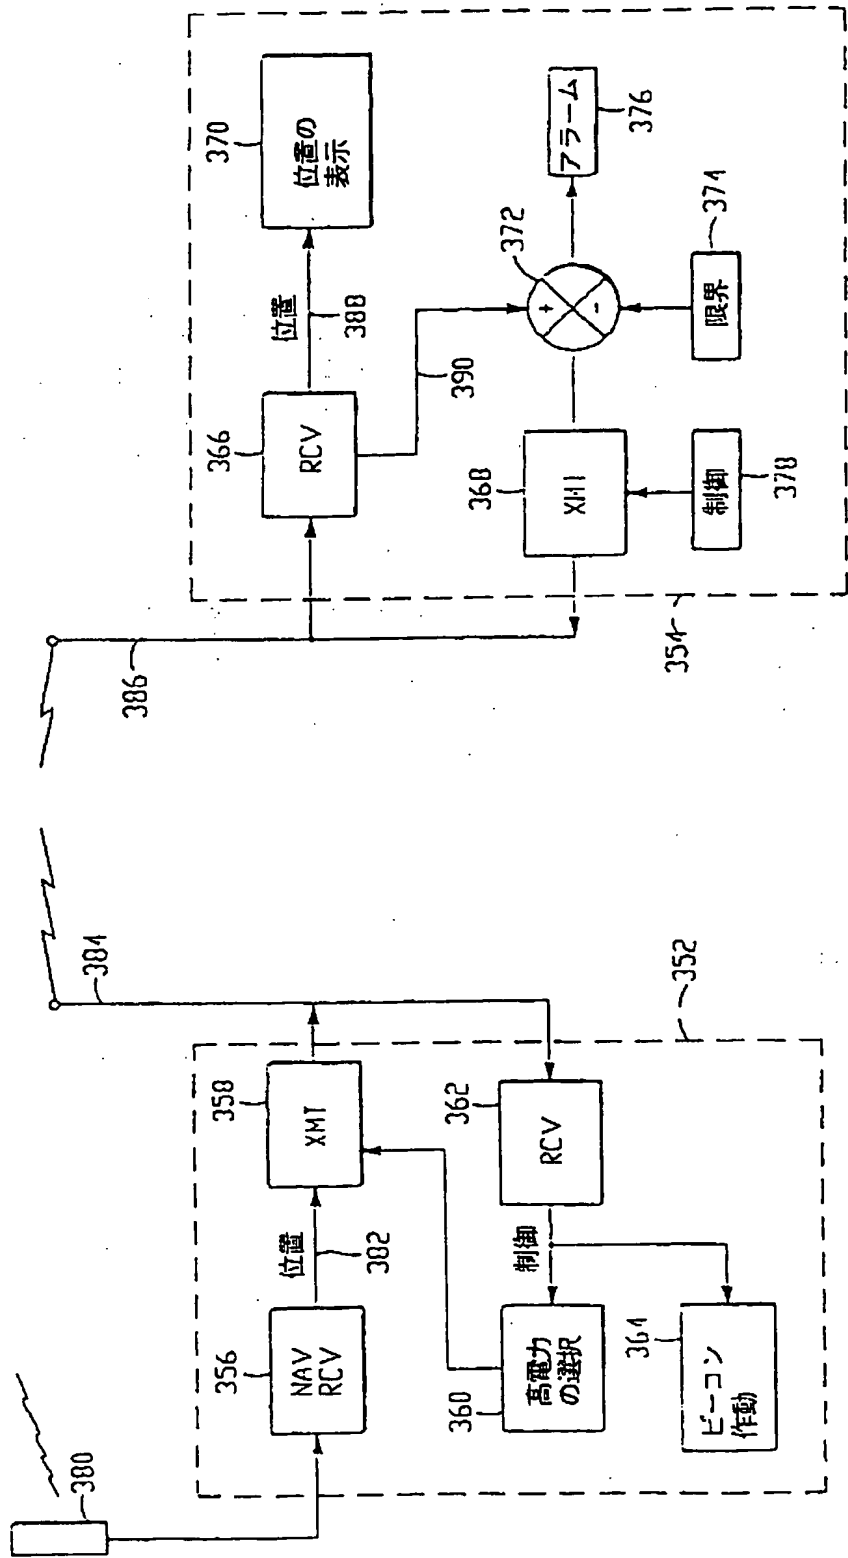 380
356
NAV
RCV
位置
382
358
XMT
384
360
高電力
の選択
制御
362
RCV
364
ビーコン
作動
352
386
366
RCV
位置
388
370
位置の
表示
390
368
XMT
372
+
-
アラーム
376
制御
378
限界
374
354